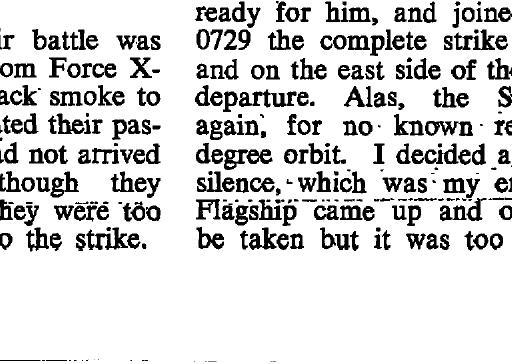 ir battle was
om Force X-
ack smoke to
ted their pas-
d not arrived
though they
hey were too
o the strike.
ready for him, and joine
0729 the complete strike
and on the east side of th
departure. Alas, the S
again, for no known re
degree orbit. I decided a
silence, which was my e
Flagship came up and o
be taken but it was too